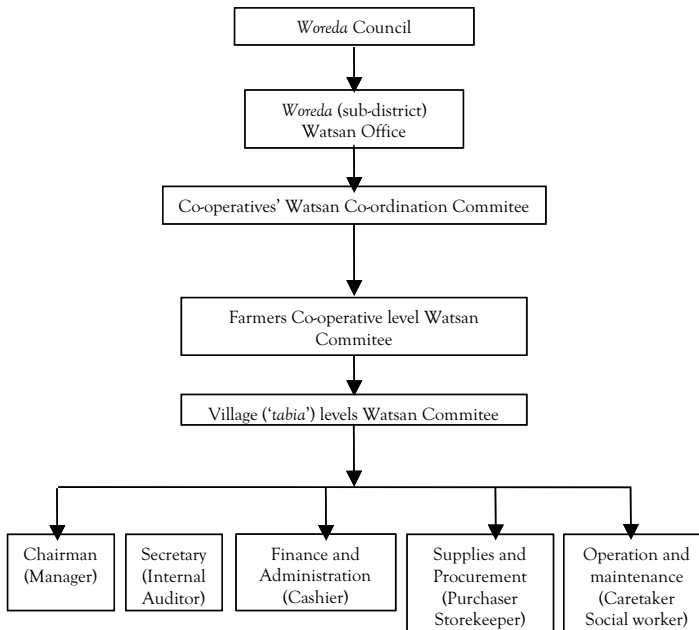 Woreda Council
Woreda (sub-district)
Watsan Office
Co-operatives’ Watsan Co-ordination Commitee
Farmers Co-operative level Watsan
Commitee
Village (‘tabia’) levels Watsan Commitee
Chairman
(Manager)
Secretary
(Internal
Auditor)
Finance and
Administration
(Cashier)
Supplies and
Procurement
(Purchaser
Storekeeper)
Operation and
maintenance
(Caretaker
Social worker)